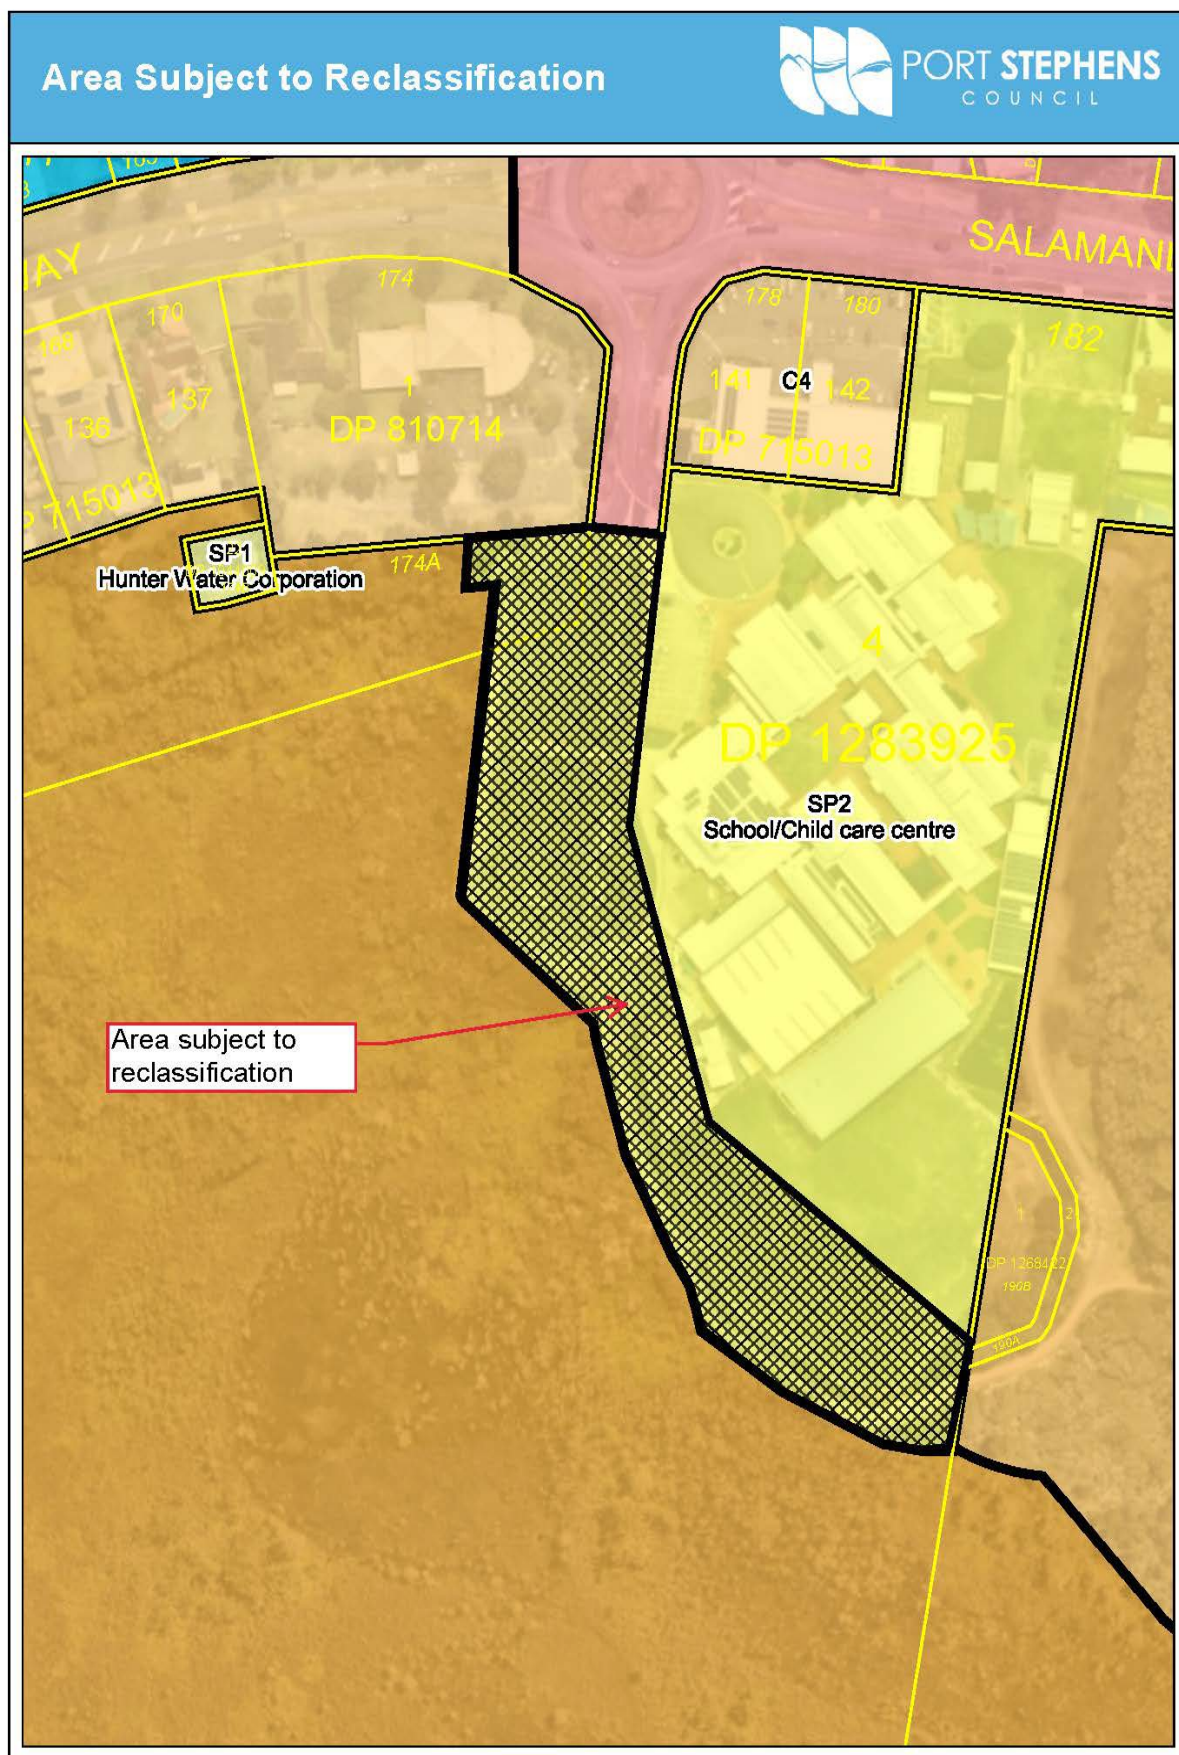 Area Subject to Reclassification
PORT STEPHENS
COUNCIL
SALAMAN
174
178
180
182
170
168
141
C4
142
137
1
136
DP 810714
DP 715013
715013
SP1
Hunter Water Corporation
174A
4
DP 1283925
SP2
School/Child care centre
Area subject to
reclassification
1
2
DP 1268422
190B
190A